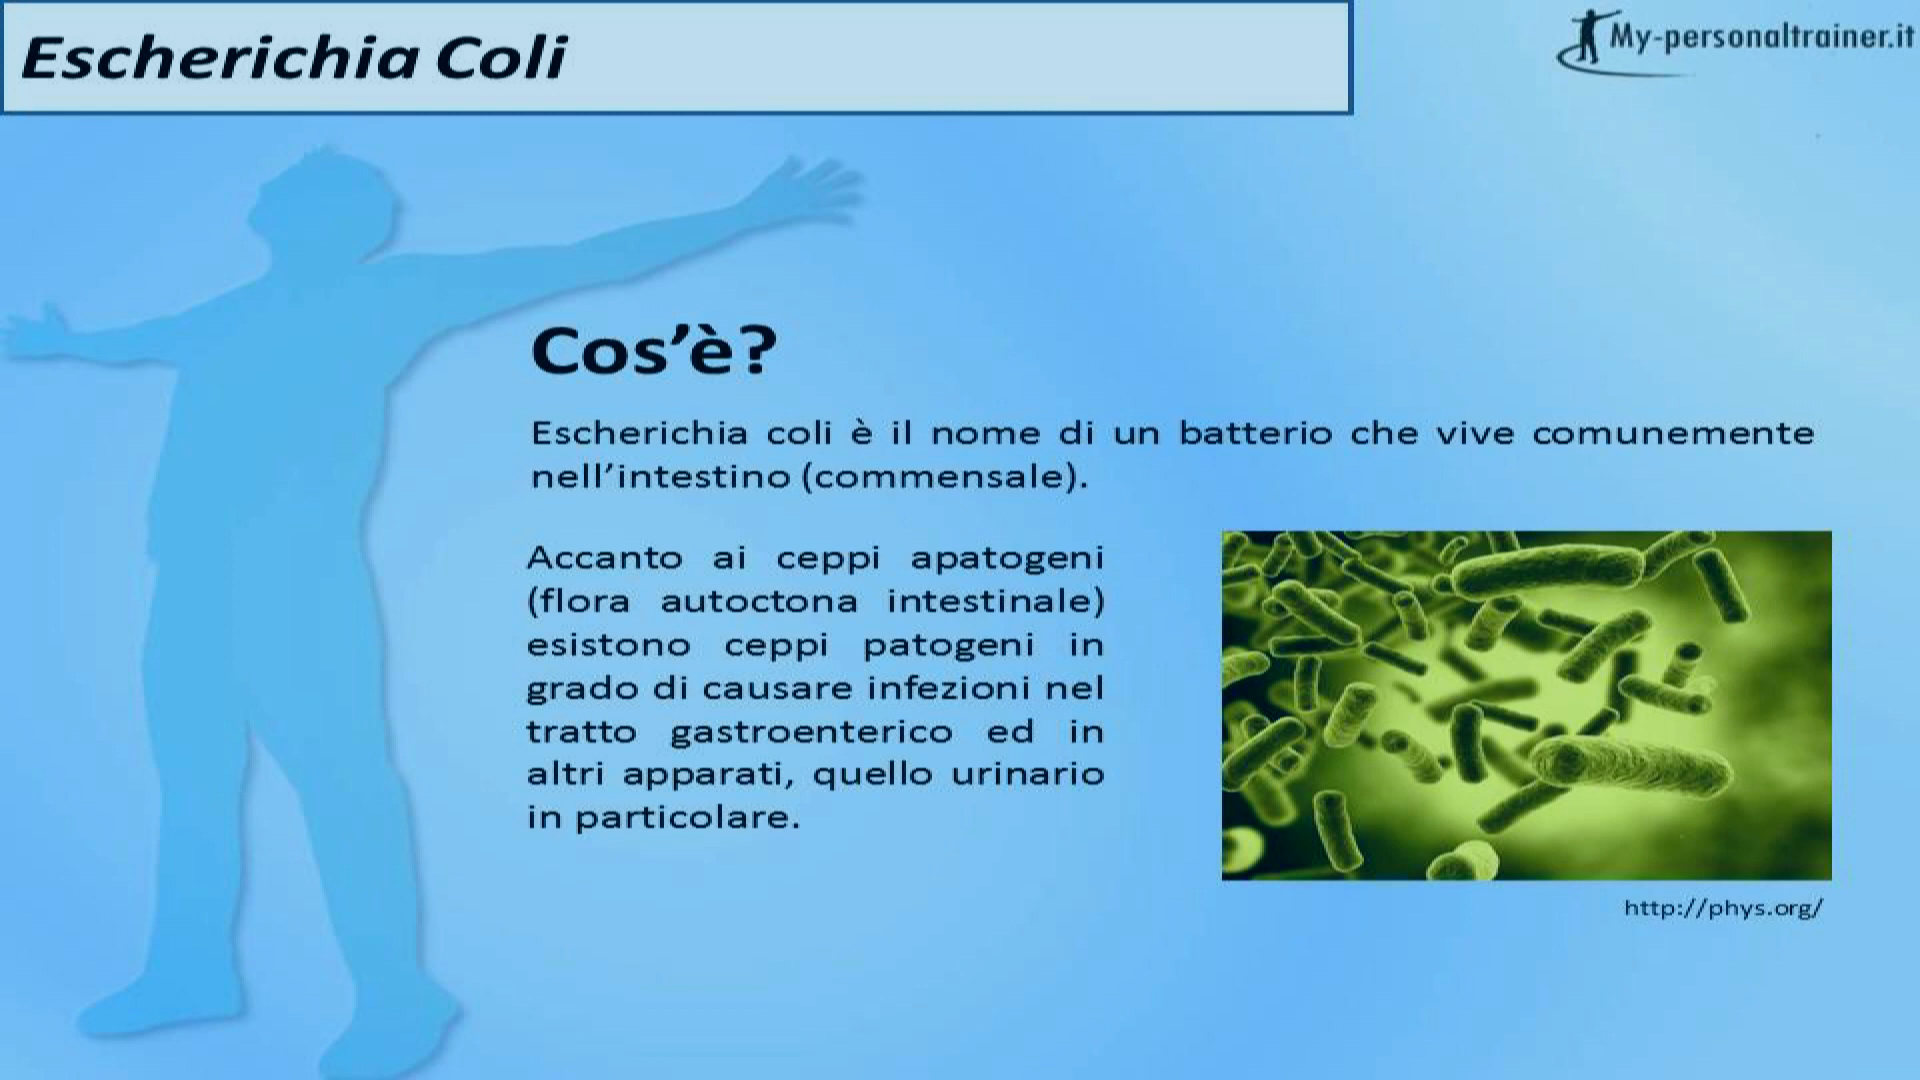 Escherichia Coli
My-personaltrainer.it
Cos’è?
Escherichia coli è il nome di un batterio che vive comunemente
nell’intestino (commensale).
Accanto ai ceppi apatogeni
(flora autoctona intestinale)
esistono ceppi patogeni in
grado di causare infezioni nel
tratto gastroenterico ed in
altri apparati, quello urinario
in particolare.
http://phys.org/